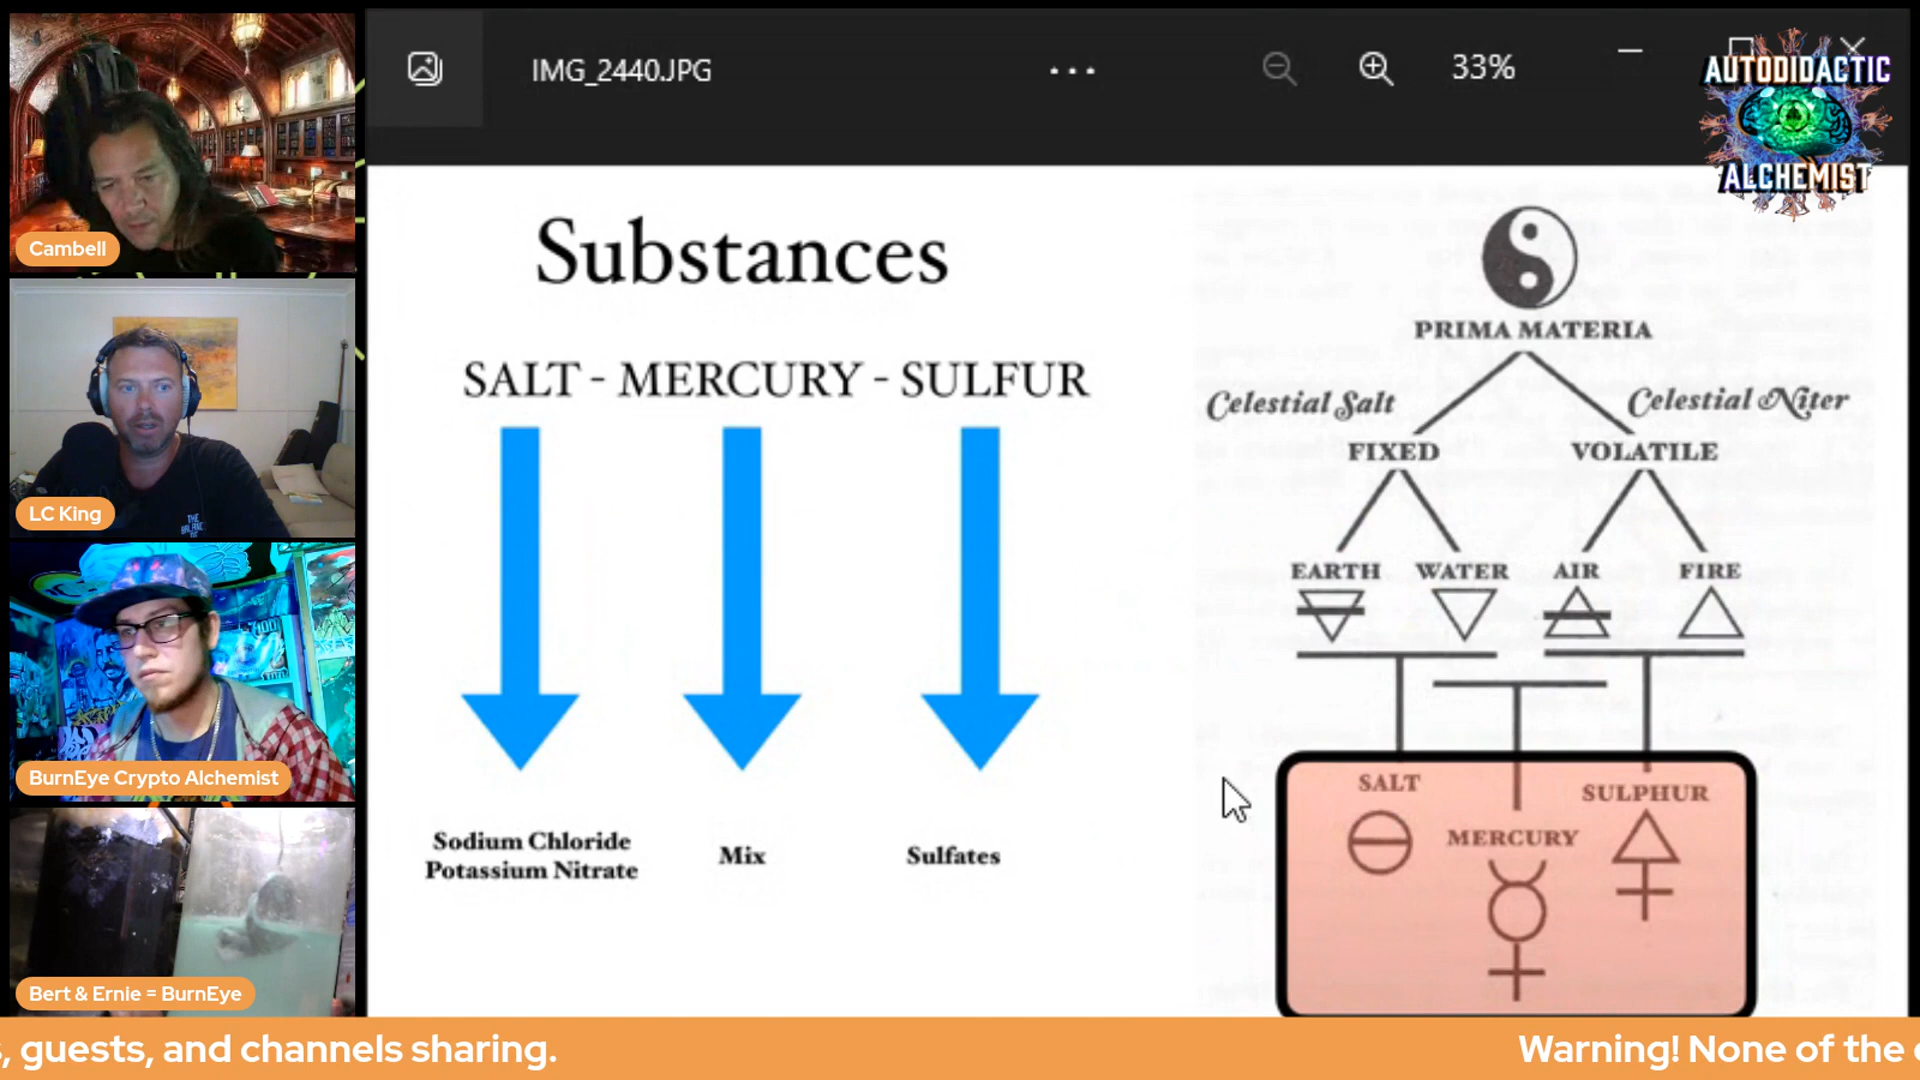 Cambell
LC King
BurnEye Crypto Alchemist
Bert & Ernie = BurnEye
IMG_2440.JPG
33%
AUTODIDACTIC
ALCHEMIST
Substances
SALT - MERCURY - SULFUR
Sodium Chloride
Potassium Nitrate
Mix
Sulfates
PRIMA MATERIA
Celestial Salt
Celestial Niter
FIXED
VOLATILE
EARTH WATER AIR FIRE
SALT
SULPHUR
MERCURY
, guests, and channels sharing.
Warning! None of the